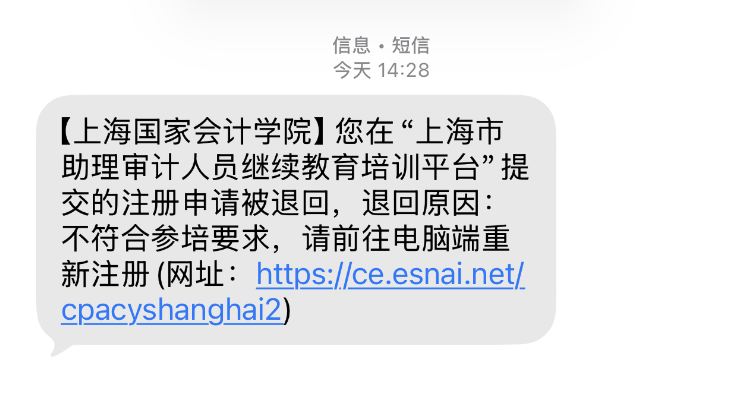 信息 • 短信
今天 14:28
【上海国家会计学院】您在“上海市
助理审计人员继续教育培训平台”提
交的注册申请被退回，退回原因：
不符合参培要求，请前往电脑端重
新注册 (网址：https://ce.esnai.net/
cpacyshanghai2)